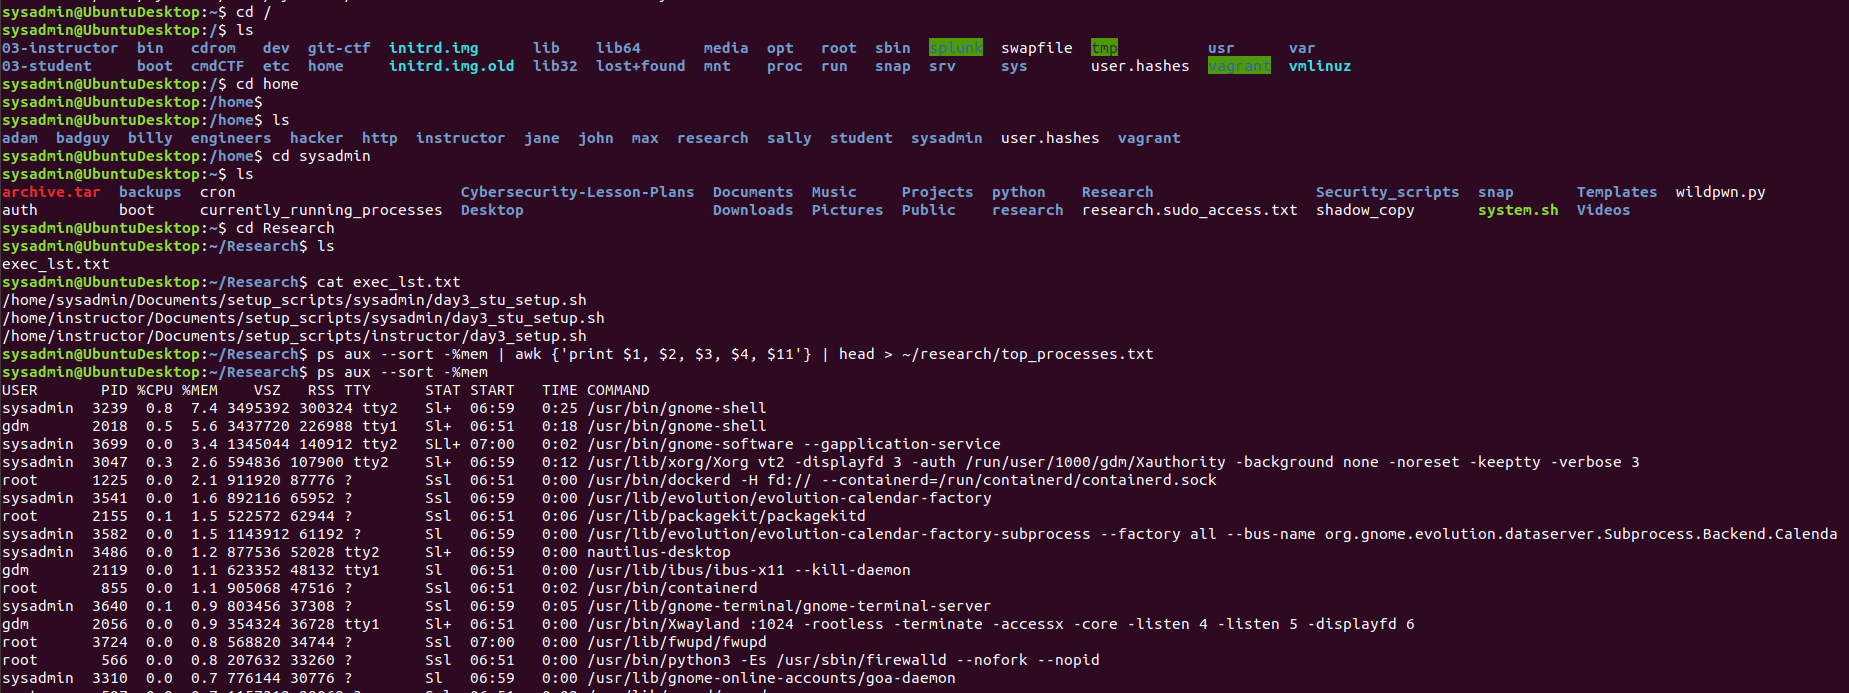 sysadmin@UbuntuDesktop:~$ cd /
sysadmin@UbuntuDesktop:/$ ls
03-instructor bin cdrom dev git-ctf initrd.img lib lib64 media opt root sbin splunk swapfile tmp usr var
03-student boot cmdCTF etc home initrd.img.old lib32 lost+found mnt proc run snap srv sys user.hashes vagrant vmlinuz
sysadmin@UbuntuDesktop:/$ cd home
sysadmin@UbuntuDesktop:/home$
sysadmin@UbuntuDesktop:/home$ ls
adam badguy billy engineers hacker http instructor jane john max research sally student sysadmin user.hashes vagrant
sysadmin@UbuntuDesktop:/home$ cd sysadmin
sysadmin@UbuntuDesktop:~$ ls
archive.tar backups cron Cybersecurity-Lesson-Plans Documents Music Projects python Research Security_scripts snap Templates wildpwn.py
auth boot currently_running_processes Desktop Downloads Pictures Public research research.sudo_access.txt shadow_copy system.sh Videos
sysadmin@UbuntuDesktop:~$ cd Research
sysadmin@UbuntuDesktop:~/Research$ ls
exec_lst.txt
sysadmin@UbuntuDesktop:~/Research$ cat exec_lst.txt
/home/sysadmin/Documents/setup_scripts/sysadmin/day3_stu_setup.sh
/home/instructor/Documents/setup_scripts/sysadmin/day3_stu_setup.sh
/home/instructor/Documents/setup_scripts/instructor/day3_setup.sh
sysadmin@UbuntuDesktop:~/Research$ ps aux --sort -%mem | awk {'print $1, $2, $3, $4, $11'} | head > ~/research/top_processes.txt
sysadmin@UbuntuDesktop:~/Research$ ps aux --sort -%mem
USER PID %CPU %MEM VSZ RSS TTY STAT START TIME COMMAND
sysadmin 3239 0.8 7.4 3495392 300324 tty2 Sl+ 06:59 0:25 /usr/bin/gnome-shell
gdm 2018 0.5 5.6 3437720 226988 tty1 Sl+ 06:51 0:18 /usr/bin/gnome-shell
sysadmin 3699 0.0 3.4 1345044 140912 tty2 SLl+ 07:00 0:02 /usr/bin/gnome-software --gapplication-service
sysadmin 3047 0.3 2.6 594836 107900 tty2 Sl+ 06:59 0:12 /usr/lib/xorg/Xorg vt2 -displayfd 3 -auth /run/user/1000/gdm/Xauthority -background none -noreset -keeptty -verbose 3
root 1225 0.0 2.1 911920 87776 ? Ssl 06:51 0:00 /usr/bin/dockerd -H fd:// --containerd=/run/containerd/containerd.sock
sysadmin 3541 0.0 1.6 892116 65952 ? Ssl 06:59 0:00 /usr/lib/evolution/evolution-calendar-factory
root 2155 0.1 1.5 522572 62944 ? Ssl 06:51 0:06 /usr/lib/packagekit/packagekitd
sysadmin 3582 0.0 1.5 1143912 61192 ? Sl 06:59 0:00 /usr/lib/evolution/evolution-calendar-factory-subprocess --factory all --bus-name org.gnome.evolution.dataserver.Subprocess.Backend.Calenda
sysadmin 3486 0.0 1.2 877536 52028 tty2 Sl+ 06:59 0:00 nautilus-desktop
gdm 2119 0.0 1.1 623352 48132 tty1 Sl 06:51 0:00 /usr/lib/ibus/ibus-x11 --kill-daemon
root 855 0.0 1.1 905068 47516 ? Ssl 06:51 0:02 /usr/bin/containerd
sysadmin 3640 0.1 0.9 803456 37308 ? Ssl 06:59 0:05 /usr/lib/gnome-terminal/gnome-terminal-server
gdm 2056 0.0 0.9 354324 36728 tty1 Sl+ 06:51 0:00 /usr/bin/Xwayland :1024 -rootless -terminate -accessx -core -listen 4 -listen 5 -displayfd 6
root 3724 0.0 0.8 568820 34744 ? Ssl 07:00 0:00 /usr/lib/fwupd/fwupd
root 566 0.0 0.8 207632 33260 ? Ssl 06:51 0:00 /usr/bin/python3 -Es /usr/sbin/firewalld --nofork --nopid
sysadmin 3310 0.0 0.7 776144 30776 ? Sl 06:59 0:00 /usr/lib/gnome-online-accounts/goa-daemon